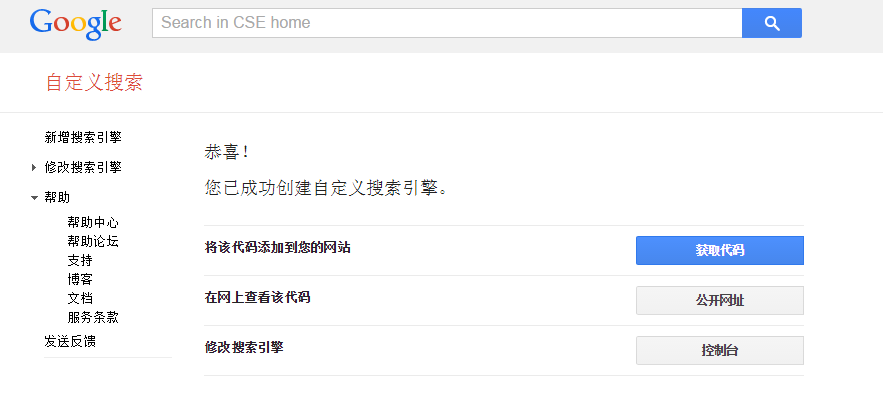 Google
Search in CSE home
自定义搜索
新增搜索引擎
修改搜索引擎
帮助
帮助中心
帮助论坛
支持
博客
文档
服务条款
发送反馈
恭喜!
您已成功创建自定义搜索引擎。
将该代码添加到您的网站
获取代码
在网上查看该代码
公开网址
修改搜索引擎
控制台